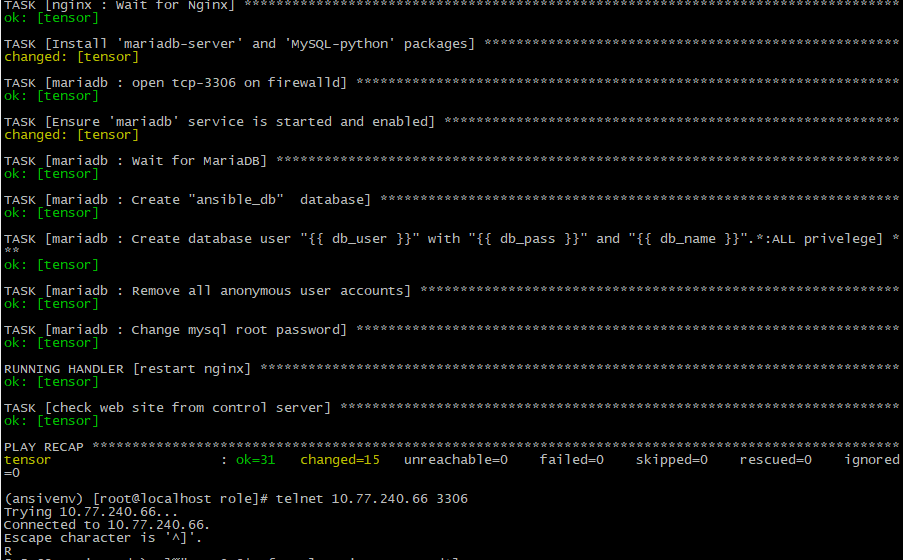 TASK [nginx : Wait for Nginx] **********************************************************************************
ok: [tensor]
TASK [Install 'mariadb-server' and 'MySQL-python' packages] ****************************************************
changed: [tensor]
TASK [mariadb : open tcp-3306 on firewalld] ********************************************************************
ok: [tensor]
TASK [Ensure 'mariadb' service is started and enabled] *********************************************************
changed: [tensor]
TASK [mariadb : Wait for MariaDB] ******************************************************************************
ok: [tensor]
TASK [mariadb : Create "ansible_db"  database] *****************************************************************
ok: [tensor]
TASK [mariadb : Create database user "{{ db_user }}" with "{{ db_pass }}" and "{{ db_name }}".*:ALL privelege] *
**
ok: [tensor]
TASK [mariadb : Remove all anonymous user accounts] ************************************************************
ok: [tensor]
TASK [mariadb : Change mysql root password] ********************************************************************
ok: [tensor]
RUNNING HANDLER [restart nginx] ********************************************************************************
ok: [tensor]
TASK [check web site from control server] **********************************************************************
ok: [tensor]
PLAY RECAP *****************************************************************************************************
tensor                     : ok=31   changed=15   unreachable=0    failed=0    skipped=0    rescued=0    ignored
=0
(ansivenv) [root@localhost role]# telnet 10.77.240.66 3306
Trying 10.77.240.66...
Connected to 10.77.240.66.
Escape character is '^]'.
R